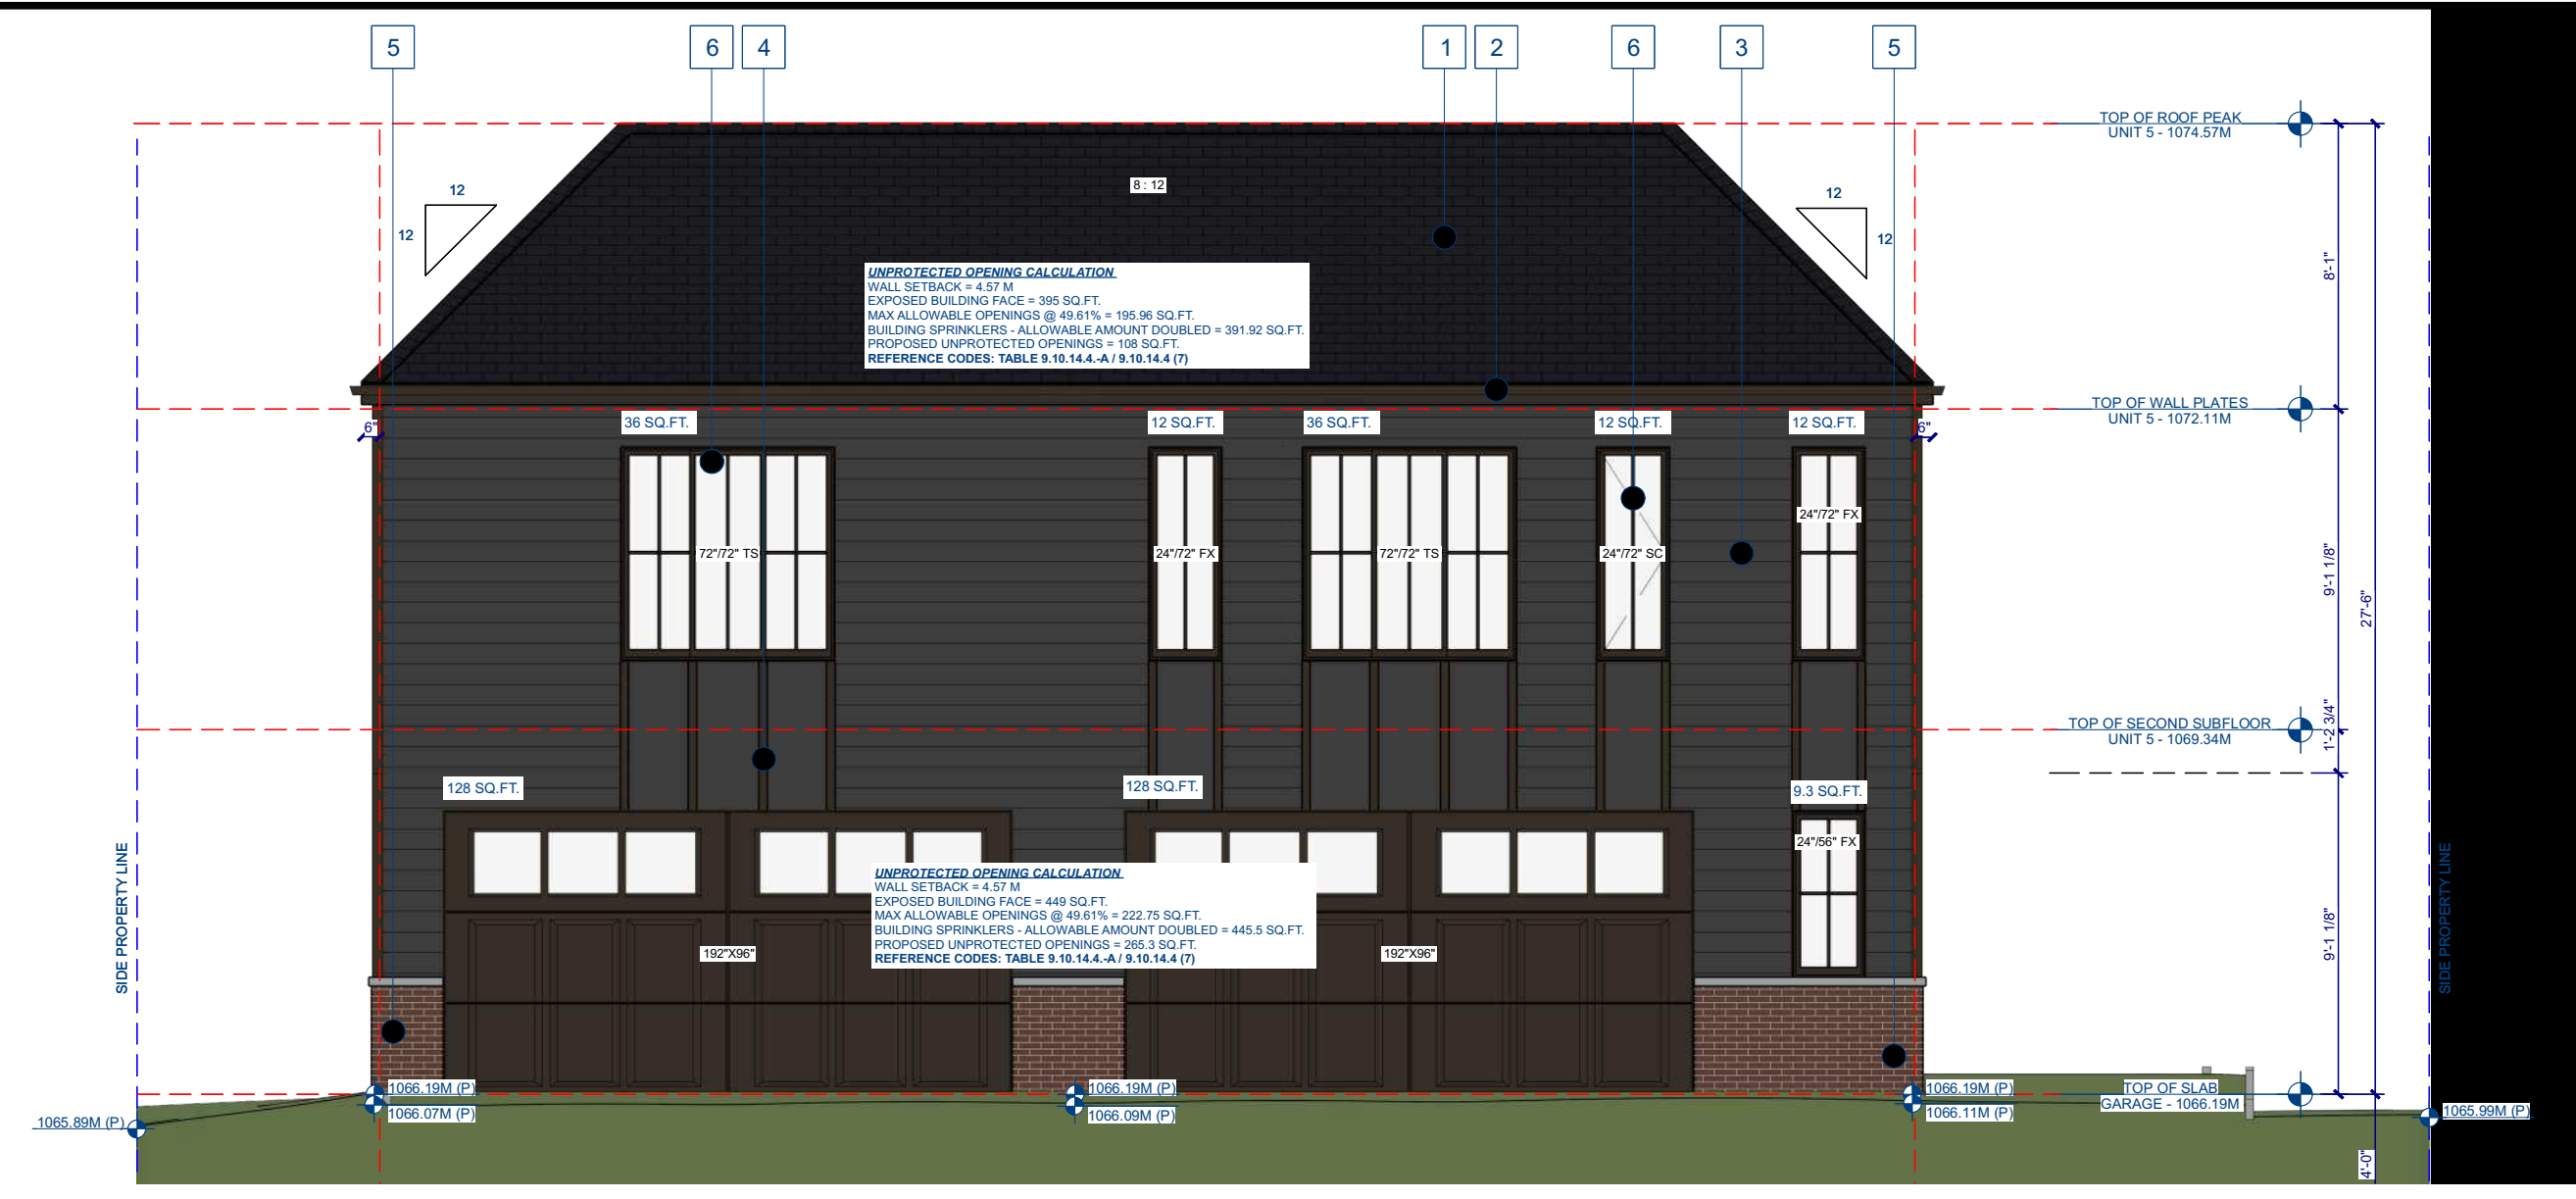 5
6
4
1
2
6
3
5
TOP OF ROOF PEAK
UNIT 5 - 1074.57M
12
12
8 : 12
12
12
8'-1"
UNPROTECTED OPENING CALCULATION
WALL SETBACK = 4.57 M
EXPOSED BUILDING FACE = 395 SQ.FT.
MAX ALLOWABLE OPENINGS @ 49.61% = 195.96 SQ.FT.
BUILDING SPRINKLERS - ALLOWABLE AMOUNT DOUBLED = 391.92 SQ.FT.
PROPOSED UNPROTECTED OPENINGS = 108 SQ.FT.
REFERENCE CODES: TABLE 9.10.14.4.-A / 9.10.14.4 (7)
TOP OF WALL PLATES
UNIT 5 - 1072.11M
6"
36 SQ.FT.
12 SQ.FT.
36 SQ.FT.
12 SQ.FT.
12 SQ.FT.
6"
72"/72" TS
24"/72" FX
72"/72" TS
24"/72" SC
24"/72" FX
9'-1 1/8"
27'-6"
TOP OF SECOND SUBFLOOR
UNIT 5 - 1069.34M
1'-2 3/4"
128 SQ.FT.
128 SQ.FT.
9.3 SQ.FT.
24"/56" FX
UNPROTECTED OPENING CALCULATION
WALL SETBACK = 4.57 M
EXPOSED BUILDING FACE = 449 SQ.FT.
MAX ALLOWABLE OPENINGS @ 49.61% = 222.75 SQ.FT.
BUILDING SPRINKLERS - ALLOWABLE AMOUNT DOUBLED = 445.5 SQ.FT.
PROPOSED UNPROTECTED OPENINGS = 265.3 SQ.FT.
REFERENCE CODES: TABLE 9.10.14.4.-A / 9.10.14.4 (7)
192"X96"
192"X96"
SIDE PROPERTY LINE
SIDE PROPERTY LINE
9'-1 1/8"
1066.19M (P)
1066.07M (P)
1066.19M (P)
1066.09M (P)
1066.19M (P)
1066.11M (P)
TOP OF SLAB
GARAGE - 1066.19M
1065.89M (P)
1065.99M (P)
4'-0"